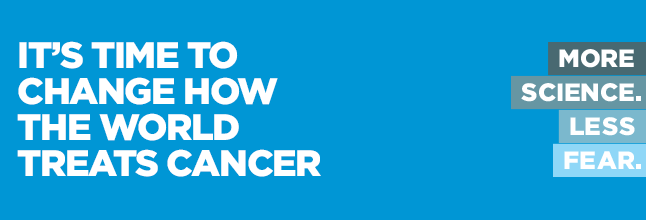 IT’S TIME TO
CHANGE HOW
THE WORLD
TREATS CANCER
MORE
SCIENCE.
LESS
FEAR.